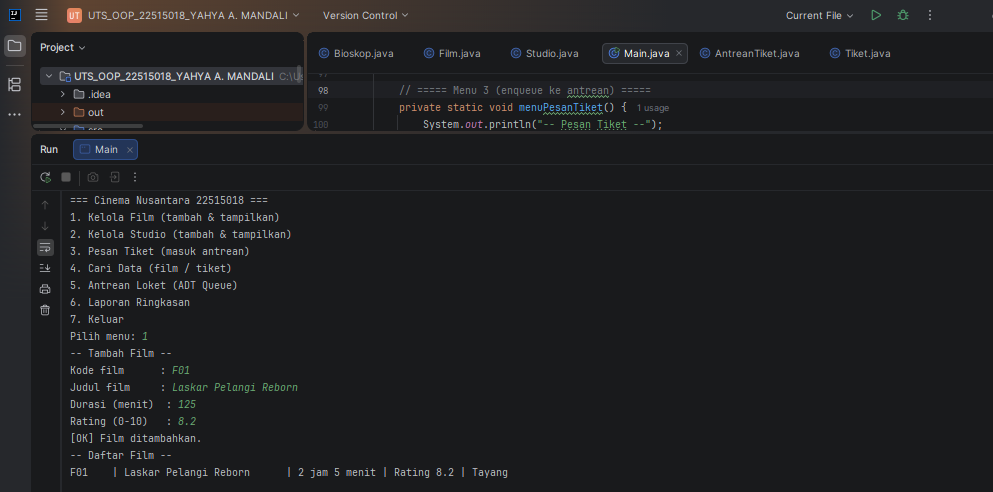 UT UTS_OOP_22515018_YAHYA A. MANDALI Version Control Current File
Project
Bioskop.java Film.java Studio.java Main.java AntreanTiket.java Tiket.java
UTS_OOP_22515018_YAHYA A. MANDALI C:\Us
.idea
out
98 // ===== Menu 3 (enqueue ke antrean) =====
99 private static void menuPesanTiket() { 1 usage
100 System.out.println("-- Pesan Tiket --");
Run Main
=== Cinema Nusantara 22515018 ===
1. Kelola Film (tambah & tampilkan)
2. Kelola Studio (tambah & tampilkan)
3. Pesan Tiket (masuk antrean)
4. Cari Data (film / tiket)
5. Antrean Loket (ADT Queue)
6. Laporan Ringkasan
7. Keluar
Pilih menu: 1
-- Tambah Film --
Kode film : F01
Judul film : Laskar Pelangi Reborn
Durasi (menit) : 125
Rating (0-10) : 8.2
[OK] Film ditambahkan.
-- Daftar Film --
F01 | Laskar Pelangi Reborn | 2 jam 5 menit | Rating 8.2 | Tayang